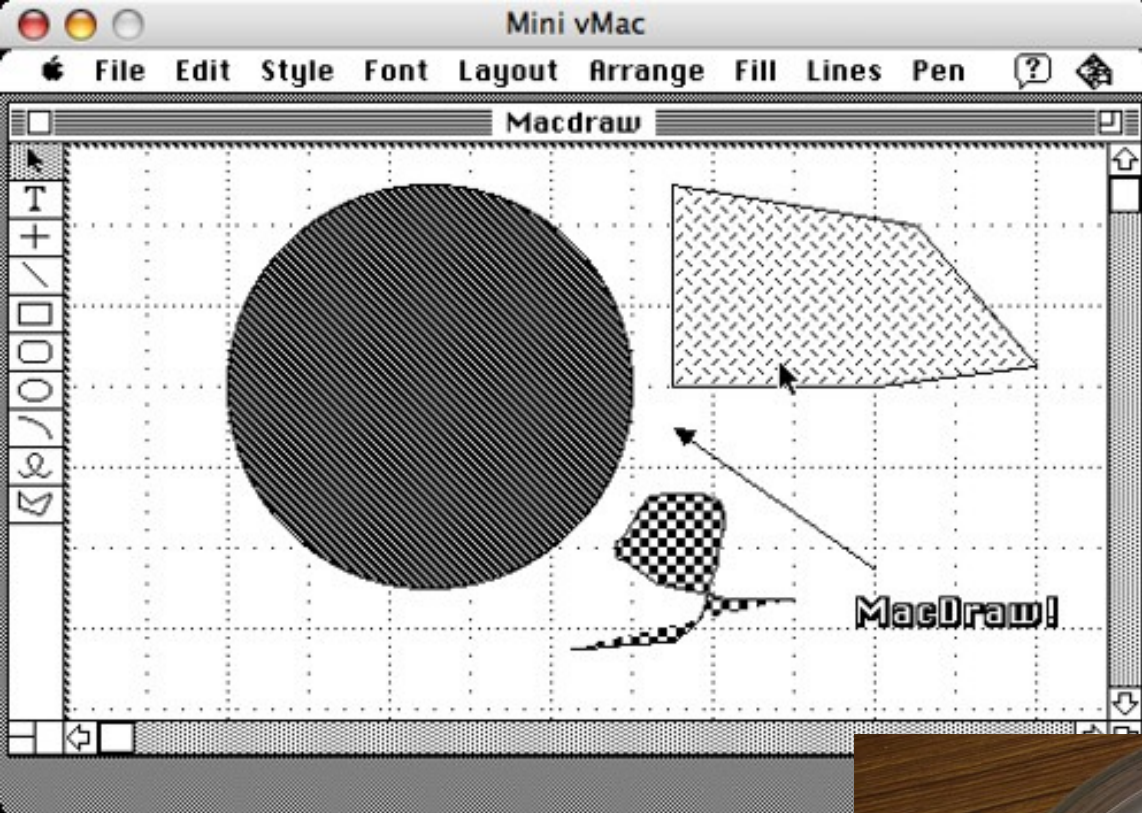 Mini vMac
File Edit Style Font Layout Arrange Fill Lines Pen ?
Macdraw
T
MacDraw!